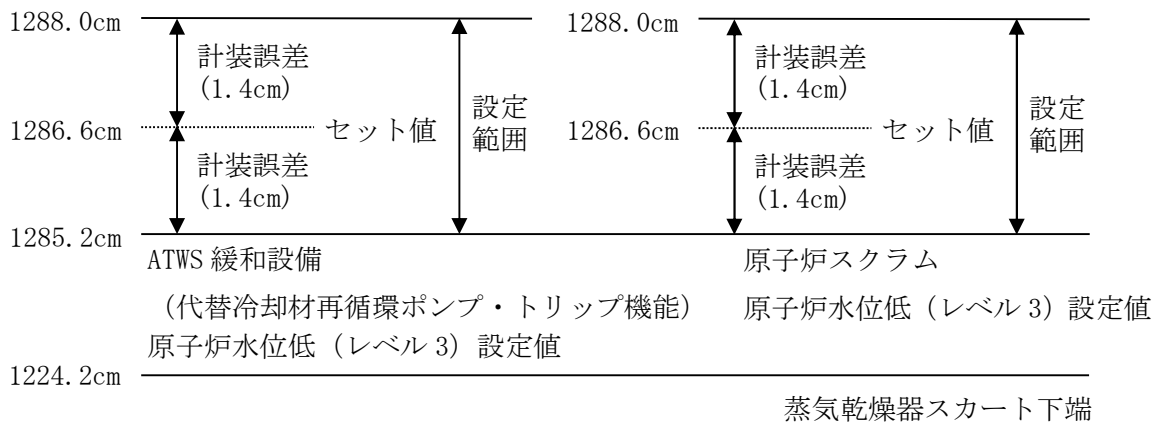 1288.0cm
計装誤差
(1.4cm)
設定
範囲
1286.6cm
セット値
計装誤差
(1.4cm)
1285.2cm
ATWS緩和設備
（代替冷却材再循環ポンプ・トリップ機能）
原子炉水位低（レベル3）設定値
1288.0cm
計装誤差
(1.4cm)
設定
範囲
1286.6cm
セット値
計装誤差
(1.4cm)
原子炉スクラム
原子炉水位低（レベル3）設定値
1224.2cm
蒸気乾燥器スカート下端